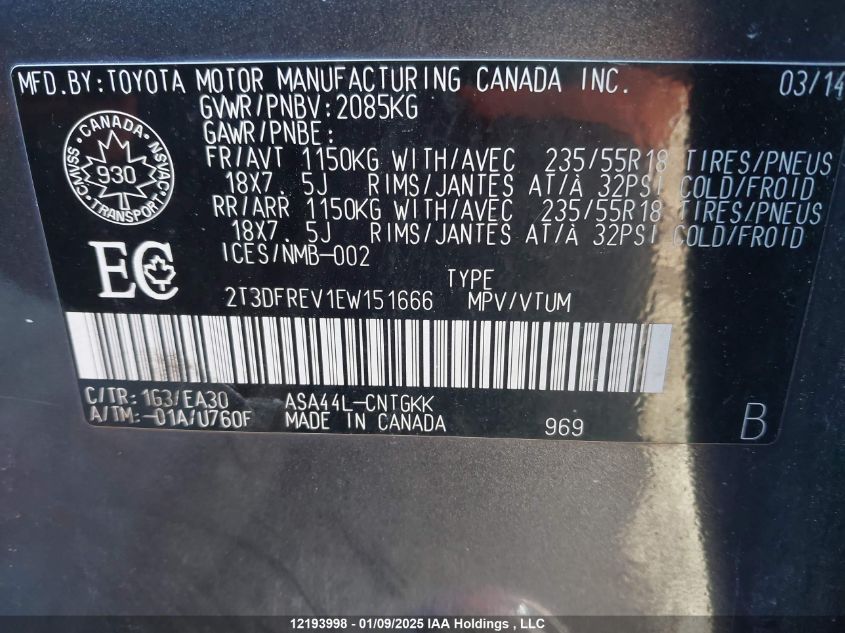 MFD.BY:TOYOTA MOTOR MANUFACTURING CANADA INC. 03/14
GVWR/PNBV:2085KG
GAWR/PNBE:
FR/AVT 1150KG WITH/AVEC 235/55R18 TIRES/PNEUS
18X7.5J RIMS/JANTES AT/À 32PSI COLD/FROID
RR/ARR 1150KG WITH/AVEC 235/55R18 TIRES/PNEUS
18X7.5J RIMS/JANTES AT/À 32PSI COLD/FROID
ICES/NMB-002
CANADA
CMVSS 930 NSVAC
TRANSPORT
EC
TYPE
2T3DFREV1EW151666 MPV/VTUM
C/TR: 1G3/EA30 ASA44L-CNTGKK
A/TM: -01A/U760F MADE IN CANADA 969 B
12193998 - 01/09/2025 IAA Holdings , LLC